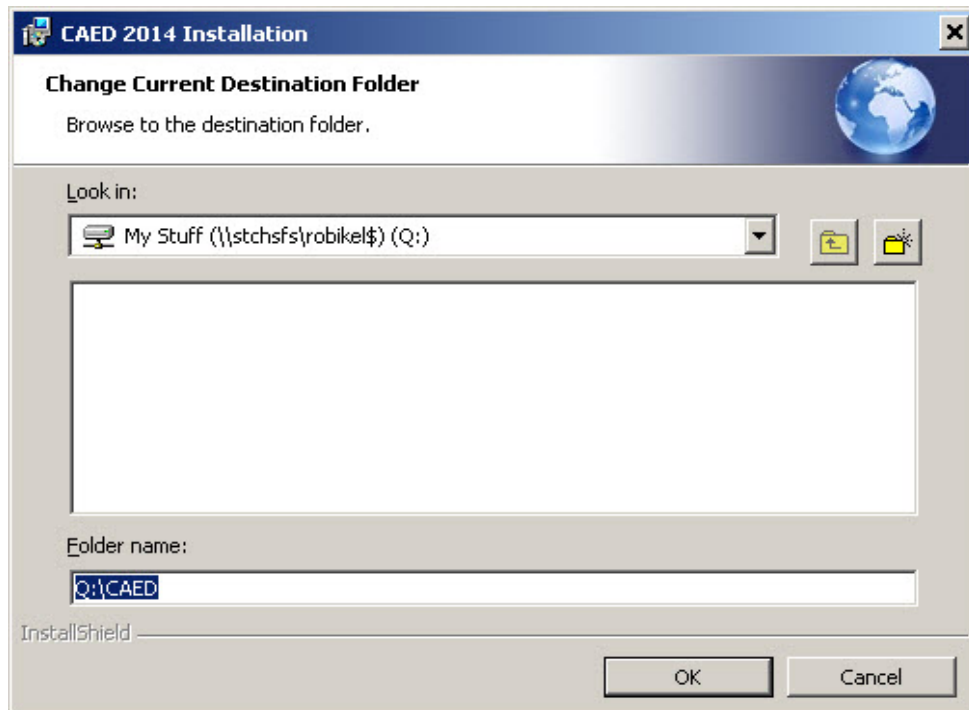 CAED 2014 Installation
Change Current Destination Folder
Browse to the destination folder.
Look in:
My Stuff (\\stchsfs\robikel$) (Q:)
Folder name:
Q:\CAED
InstallShield
OK Cancel